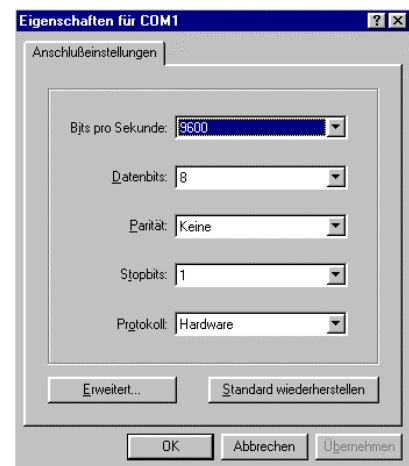 Eigenschaften für COM1
Anschlußeinstellungen
Bits pro Sekunde: 9600
Datenbits: 8
Parität: Keine
Stopbits: 1
Protokoll: Hardware
Erweitert... Standard wiederherstellen
OK Abbrechen Übernehmen